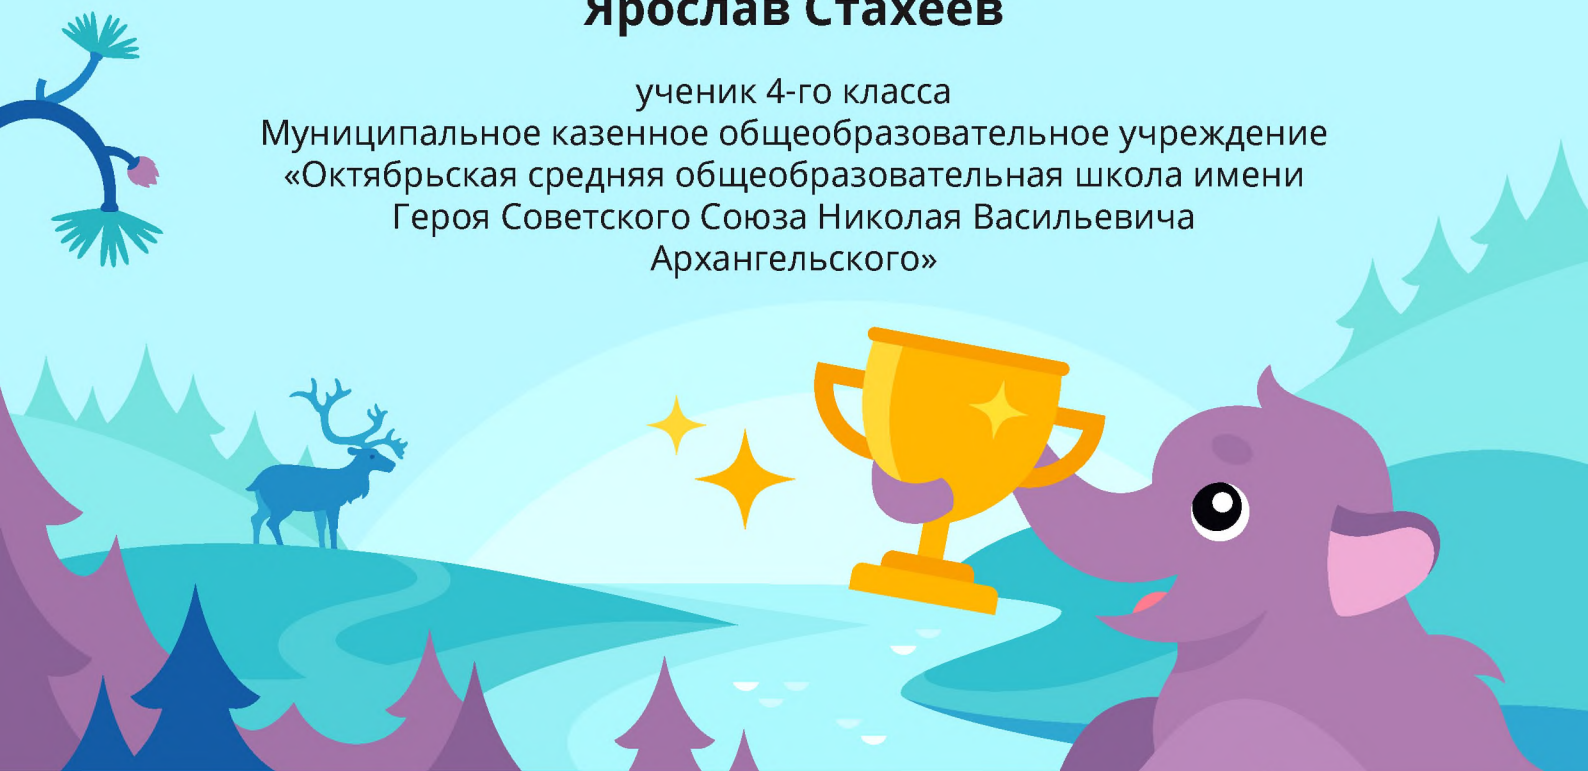 Ярослав Стахеев
ученик 4-го класса
Муниципальное казенное общеобразовательное учреждение
«Октябрьская средняя общеобразовательная школа имени
Героя Советского Союза Николая Васильевича
Архангельского»